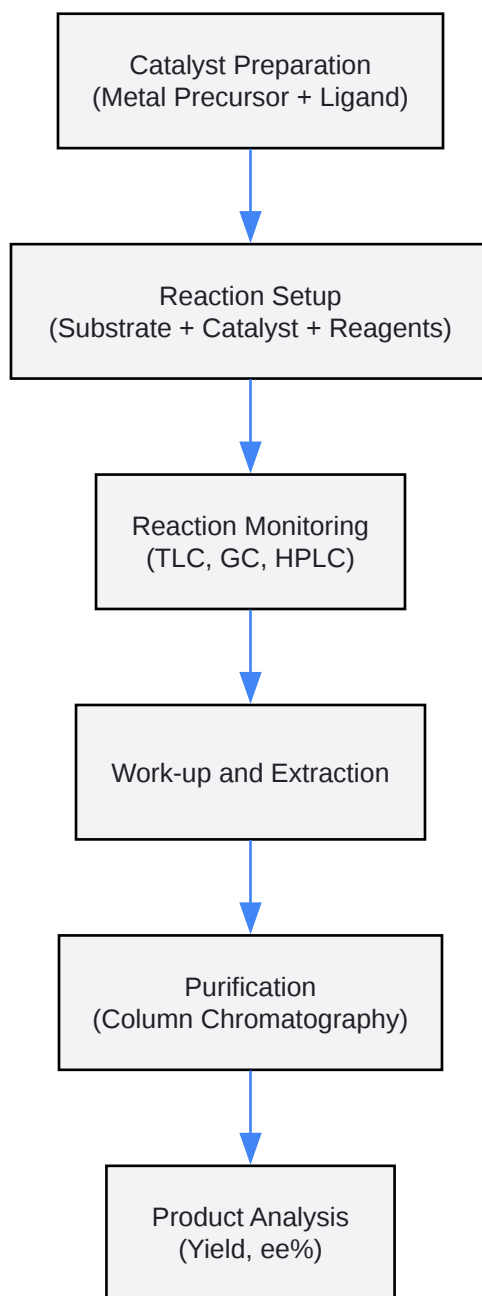 Catalyst Preparation
(Metal Precursor + Ligand)
Reaction Setup
(Substrate + Catalyst + Reagents)
Reaction Monitoring
(TLC, GC, HPLC)
Work-up and Extraction
Purification
(Column Chromatography)
Product Analysis
(Yield, ee%)